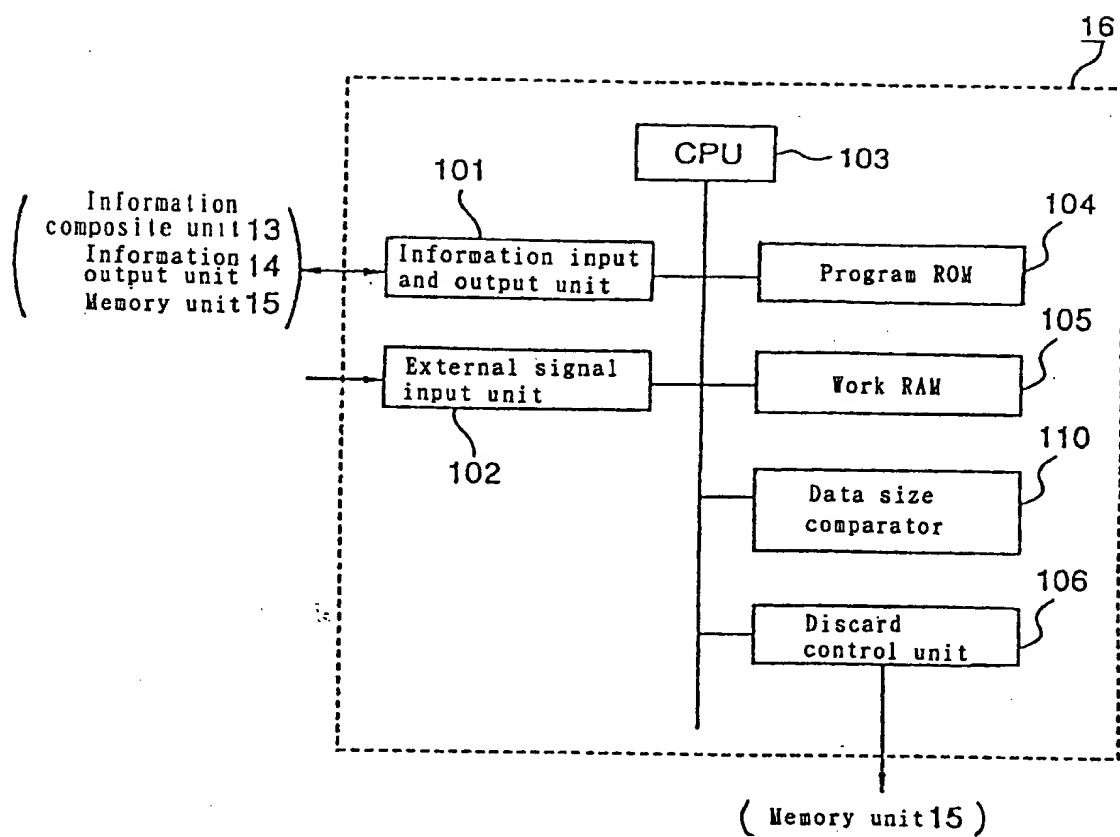 16
CPU
103
101
104
Information
composite unit 13
Information
output unit 14
Memory unit 15
Information input
and output unit
Program ROM
105
External signal
input unit
Work RAM
102
110
Data size
comparator
106
Discard
control unit
(Memory unit 15)